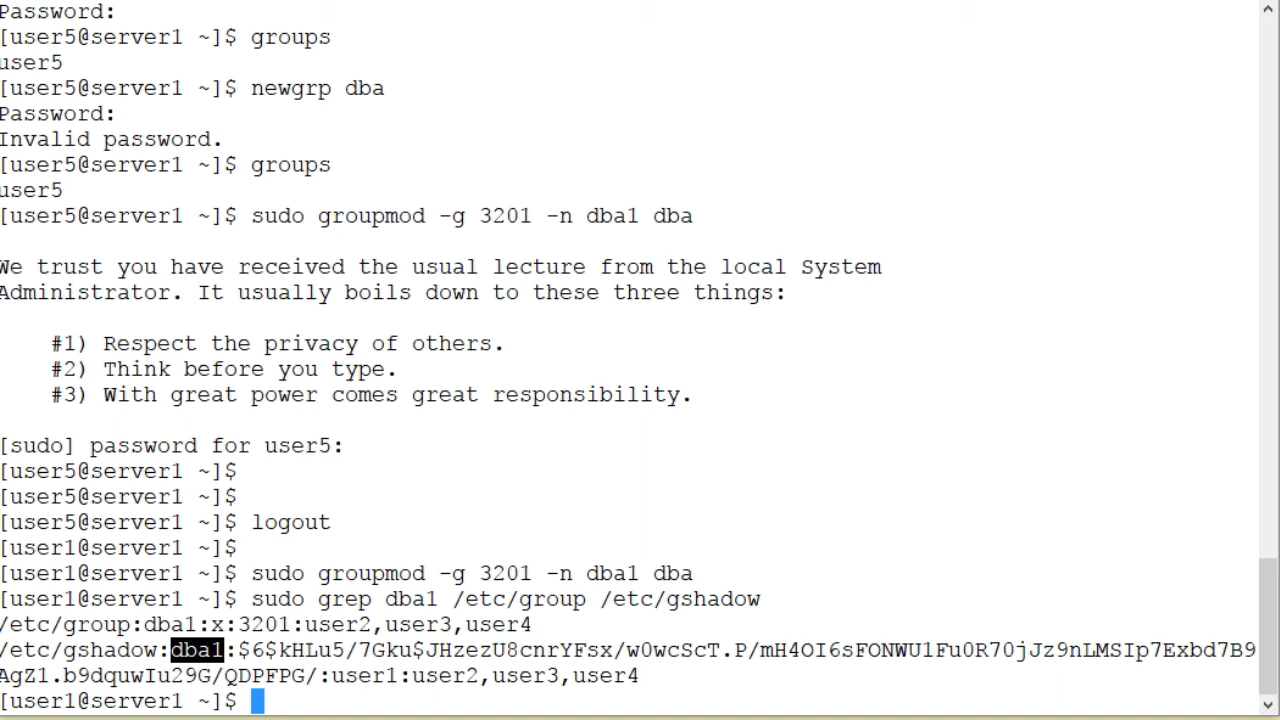 Password:
[user5@server1 ~]$ groups
user5
[user5@server1 ~]$ newgrp dba
Password:
Invalid password.
[user5@server1 ~]$ groups
user5
[user5@server1 ~]$ sudo groupmod -g 3201 -n dba1 dba
We trust you have received the usual lecture from the local System
Administrator. It usually boils down to these three things:
#1) Respect the privacy of others.
#2) Think before you type.
#3) With great power comes great responsibility.
[sudo] password for user5:
[user5@server1 ~]$
[user5@server1 ~]$
[user5@server1 ~]$ logout
[user1@server1 ~]$
[user1@server1 ~]$ sudo groupmod -g 3201 -n dba1 dba
[user1@server1 ~]$ sudo grep dba1 /etc/group /etc/gshadow
/etc/group:dba1:x:3201:user2,user3,user4
/etc/gshadow:dba1:$6$kHLu5/7Gku$JHzezU8cnrYFsx/w0wcScT.P/mH4OI6sFONWU1Fu0R70jJz9nLMSIp7Exbd7B9
AgZ1.b9dquwIu29G/QDPFPG/:user1:user2,user3,user4
[user1@server1 ~]$